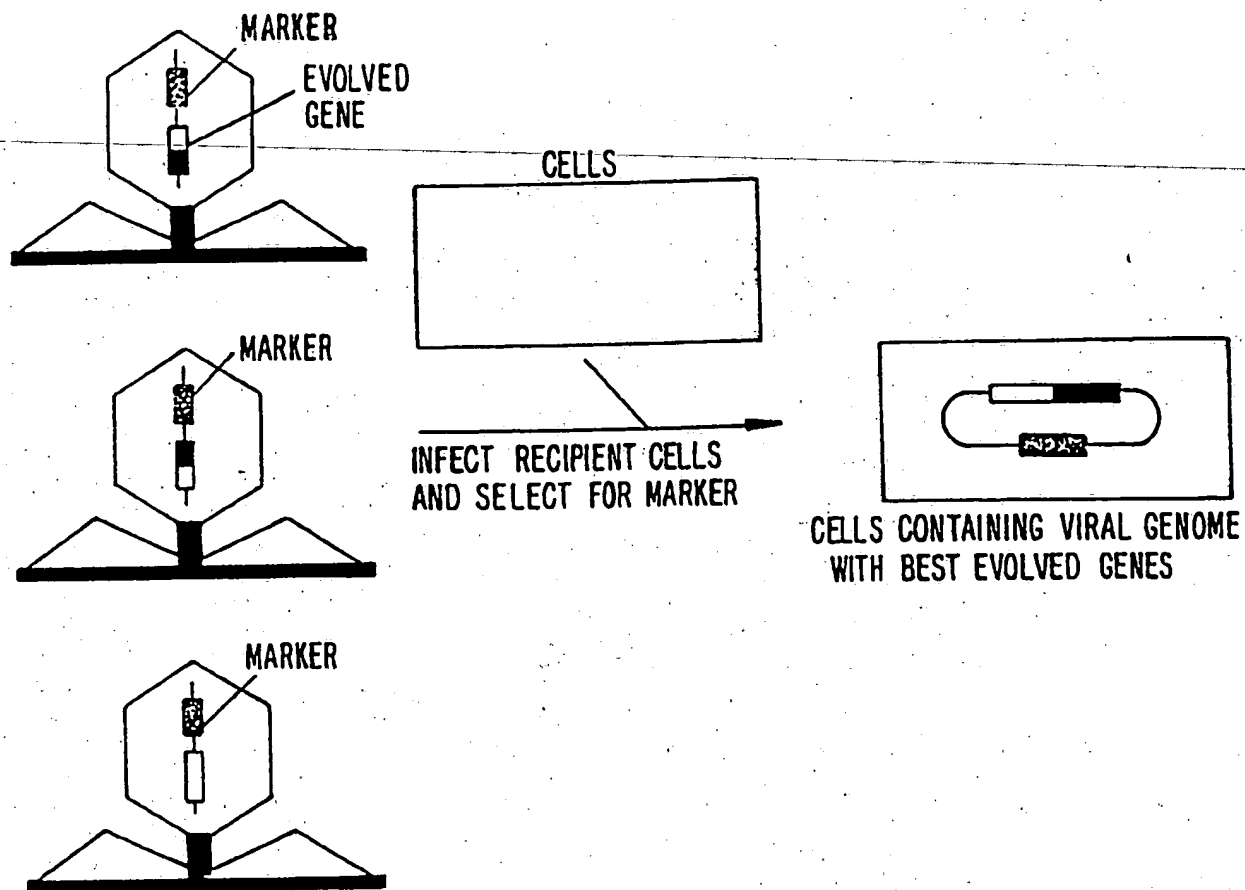 MARKER
EVOLVED
GENE
CELLS
MARKER
INFECT RECIPIENT CELLS
AND SELECT FOR MARKER
CELLS CONTAINING VIRAL GENOME
WITH BEST EVOLVED GENES
MARKER